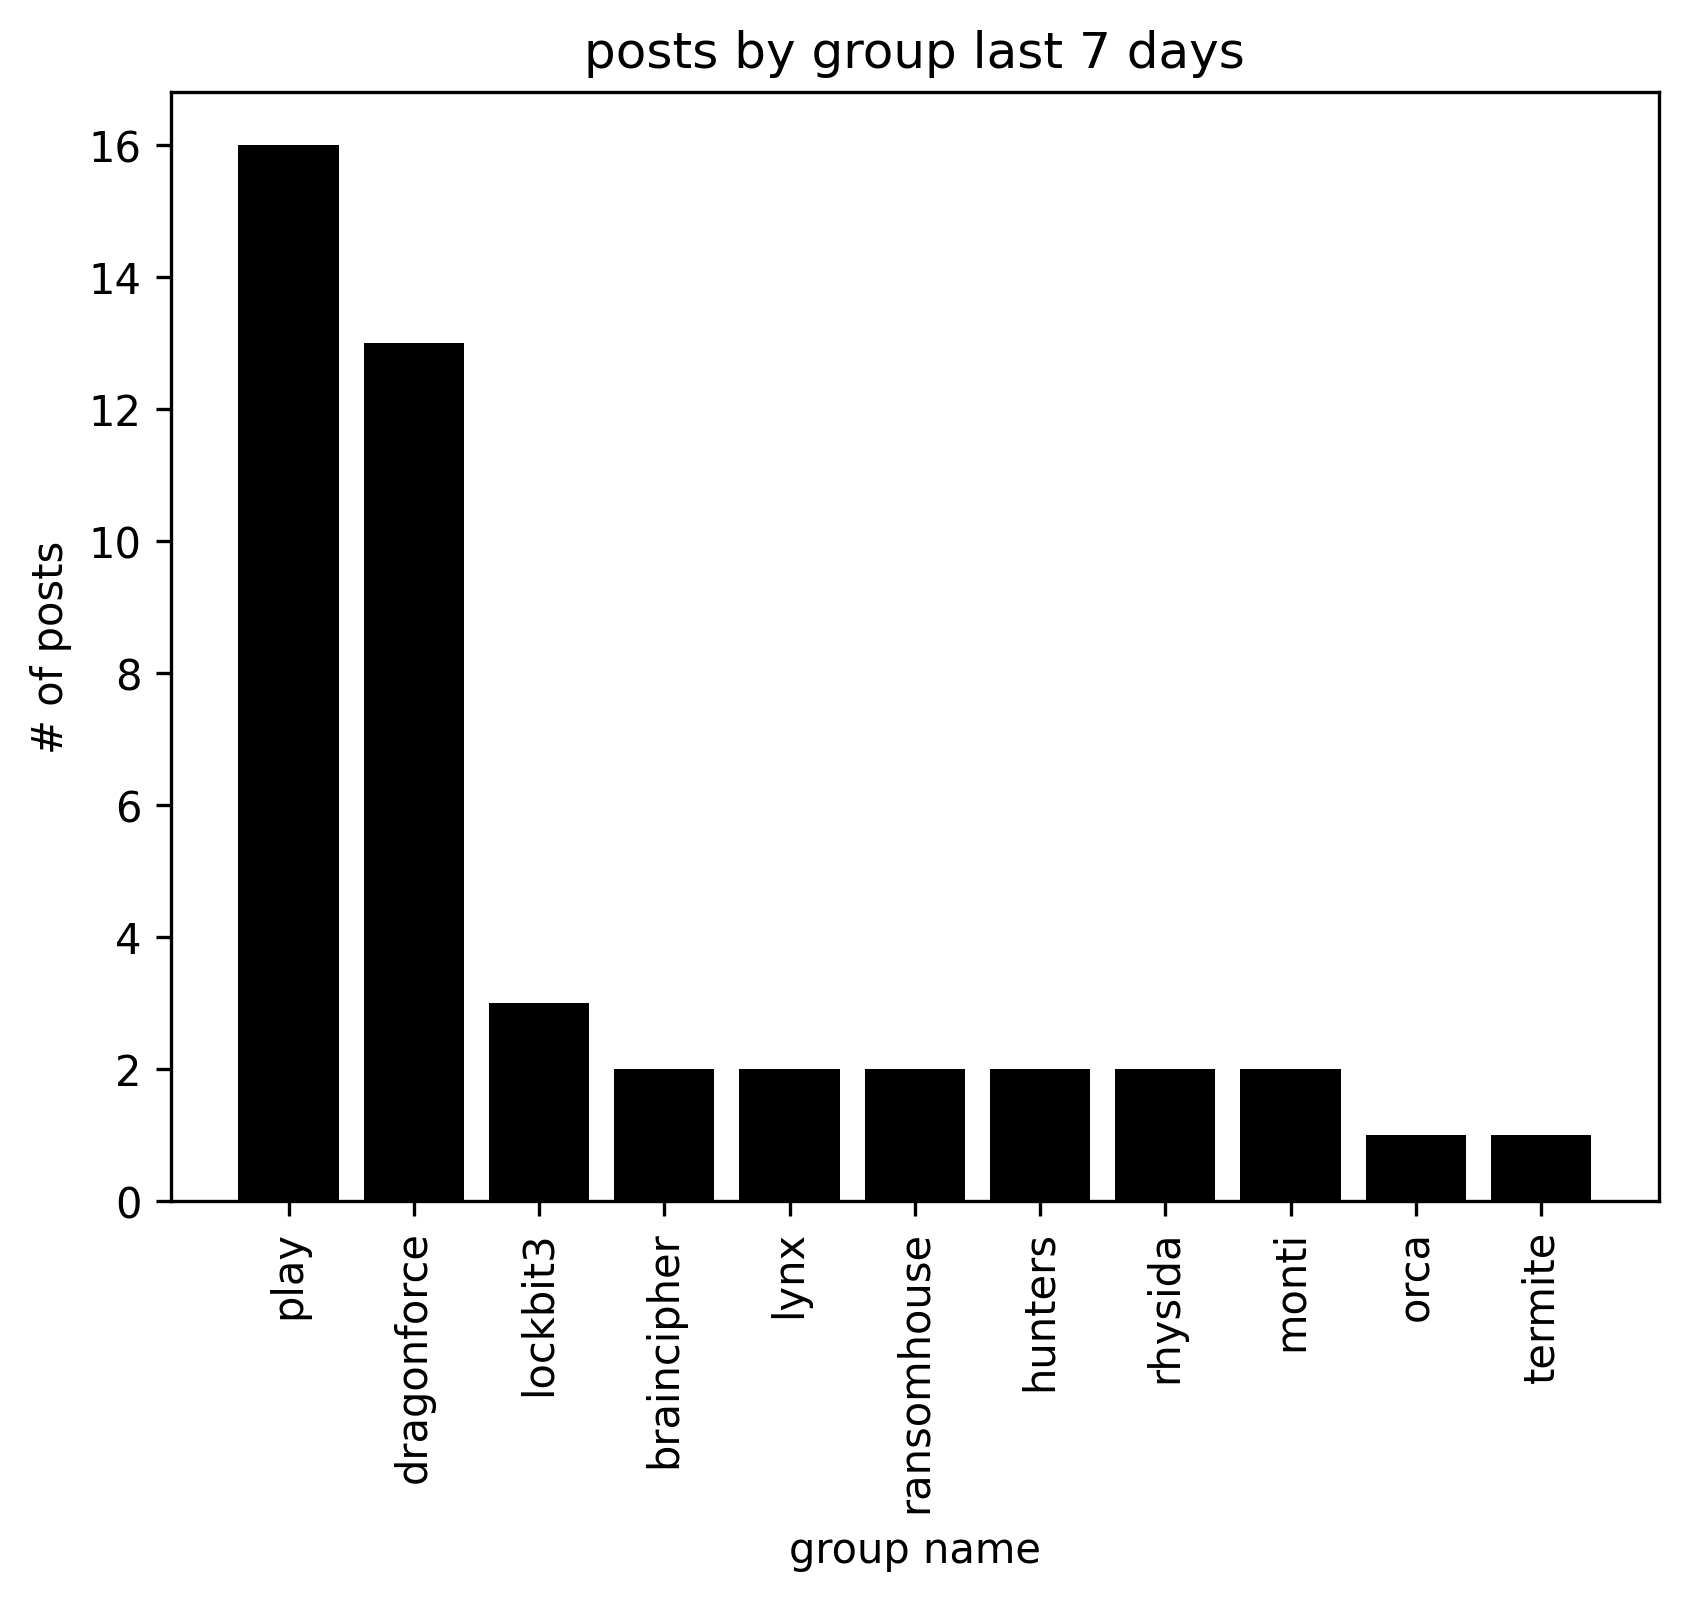 posts by group last 7 days
16
14
12
10
8
6
4
2
0
# of posts
play
dragonforce
lockbit3
braincipher
lynx
ransomhouse
hunters
rhysida
monti
orca
termite
group name